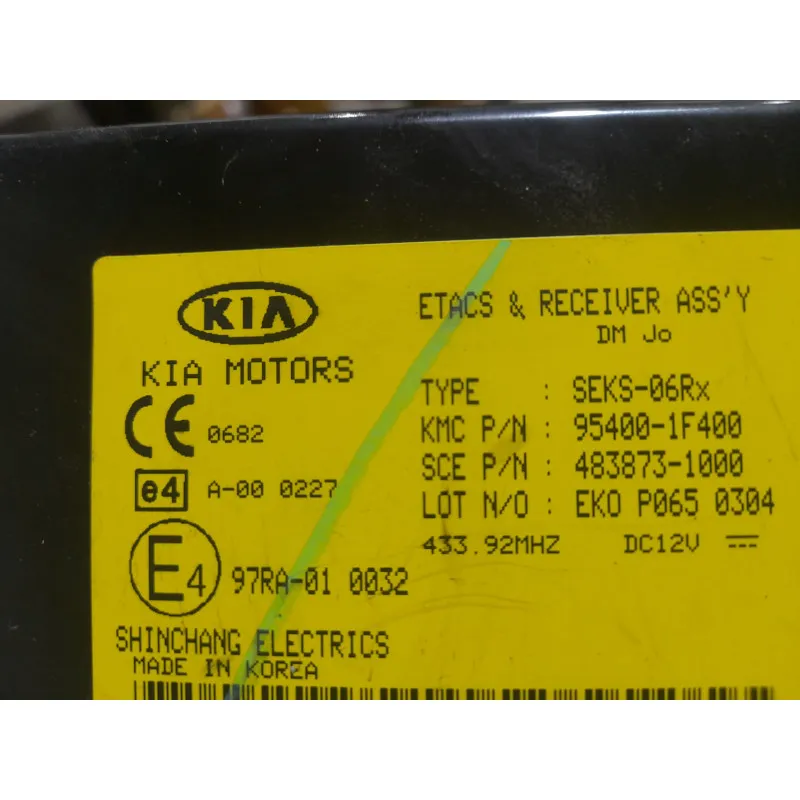 KIA
ETACS & RECEIVER ASS'Y
DM Jo
KIA MOTORS
TYPE : SEKS-06Rx
CE 0682
KMC P/N : 95400-1F400
SCE P/N : 483873-1000
e4 A-00 0227
LOT N/O : EKO P065 0304
433.92MHZ DC12V
E4 97RA-01 0032
SHINCHANG ELECTRICS
MADE IN KOREA